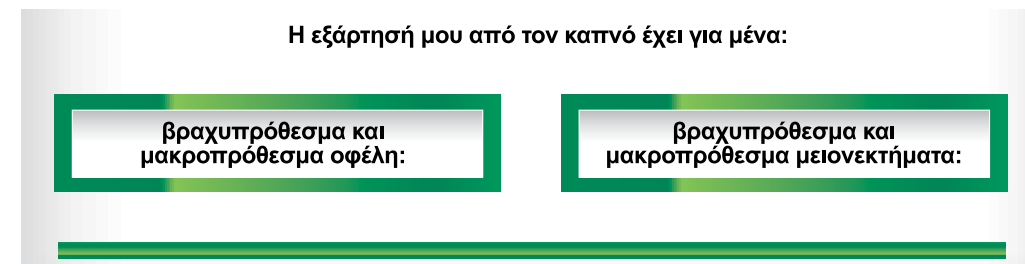 Η εξάρτησή μου από τον καπνό έχει για μένα:
βραχυπρόθεσμα και
μακροπρόθεσμα οφέλη:
βραχυπρόθεσμα και
μακροπρόθεσμα μειονεκτήματα: